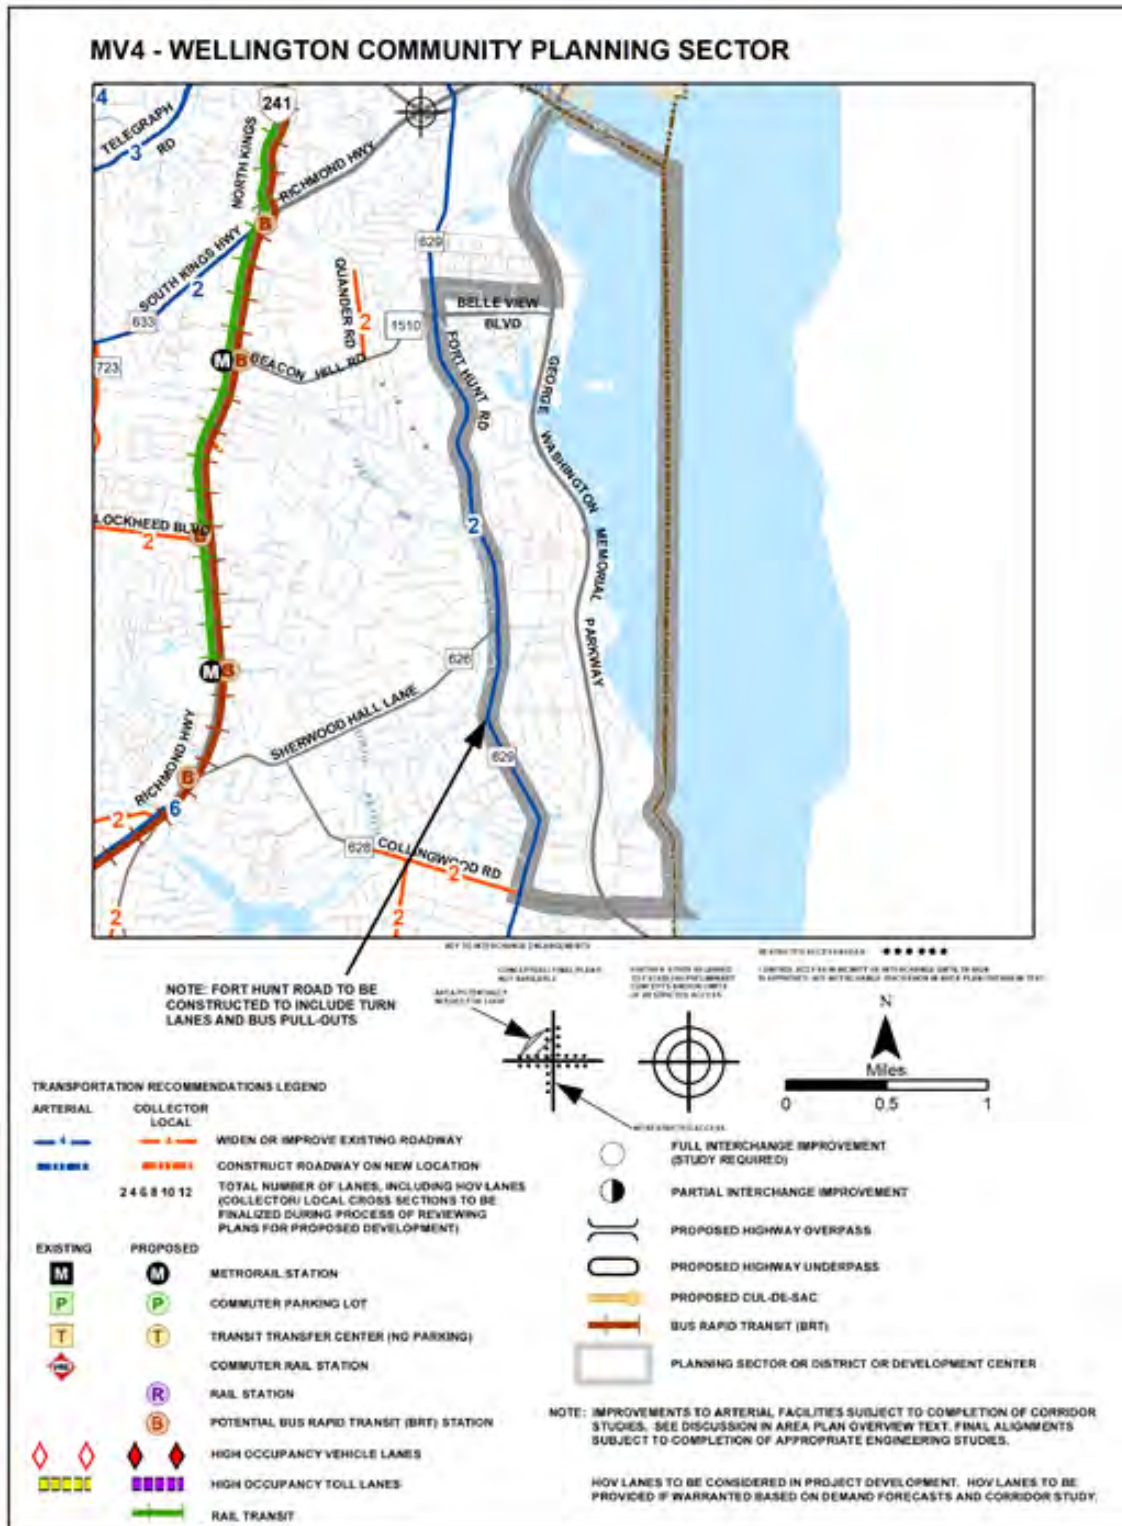 MV4 - WELLINGTON COMMUNITY PLANNING SECTOR
4
241
TELEGRAPH
RD
3
NORTH KINGS
RICHMOND HWY
B
SOUTH KINGS HWY
2
629
633
QUANDER RD
2
BELLE VIEW
BLVD
1510
723
M
B
BEACON HILL RD
FORT HUNT RD
GEORGE WASHINGTON MEMORIAL PARKWAY
2
LOCKHEED BLVD
2
626
M
B
SHERWOOD HALL LANE
RICHMOND HWY
629
B
6
2
628
COLLINGWOOD RD
2
2
2
KEY TO INTERCHANGE ENLARGEMENTS
NOTE: FORT HUNT ROAD TO BE
CONSTRUCTED TO INCLUDE TURN
LANES AND BUS PULL-OUTS
N
Miles
0 0.5 1
TRANSPORTATION RECOMMENDATIONS LEGEND
ARTERIAL COLLECTOR
LOCAL
WIDEN OR IMPROVE EXISTING ROADWAY
CONSTRUCT ROADWAY ON NEW LOCATION
2 4 6 8 10 12 TOTAL NUMBER OF LANES, INCLUDING HOV LANES
(COLLECTOR/ LOCAL CROSS SECTIONS TO BE
FINALIZED DURING PROCESS OF REVIEWING
PLANS FOR PROPOSED DEVELOPMENT)
EXISTING PROPOSED
M M METRORAIL STATION
P P COMMUTER PARKING LOT
T T TRANSIT TRANSFER CENTER (NO PARKING)
COMMUTER RAIL STATION
R RAIL STATION
B POTENTIAL BUS RAPID TRANSIT (BRT) STATION
HIGH OCCUPANCY VEHICLE LANES
HIGH OCCUPANCY TOLL LANES
RAIL TRANSIT
FULL INTERCHANGE IMPROVEMENT
(STUDY REQUIRED)
PARTIAL INTERCHANGE IMPROVEMENT
PROPOSED HIGHWAY OVERPASS
PROPOSED HIGHWAY UNDERPASS
PROPOSED CUL-DE-SAC
BUS RAPID TRANSIT (BRT)
PLANNING SECTOR OR DISTRICT OR DEVELOPMENT CENTER
NOTE: IMPROVEMENTS TO ARTERIAL FACILITIES SUBJECT TO COMPLETION OF CORRIDOR
STUDIES. SEE DISCUSSION IN AREA PLAN OVERVIEW TEXT. FINAL ALIGNMENTS
SUBJECT TO COMPLETION OF APPROPRIATE ENGINEERING STUDIES.
HOV LANES TO BE CONSIDERED IN PROJECT DEVELOPMENT. HOV LANES TO BE
PROVIDED IF WARRANTED BASED ON DEMAND FORECASTS AND CORRIDOR STUDY.